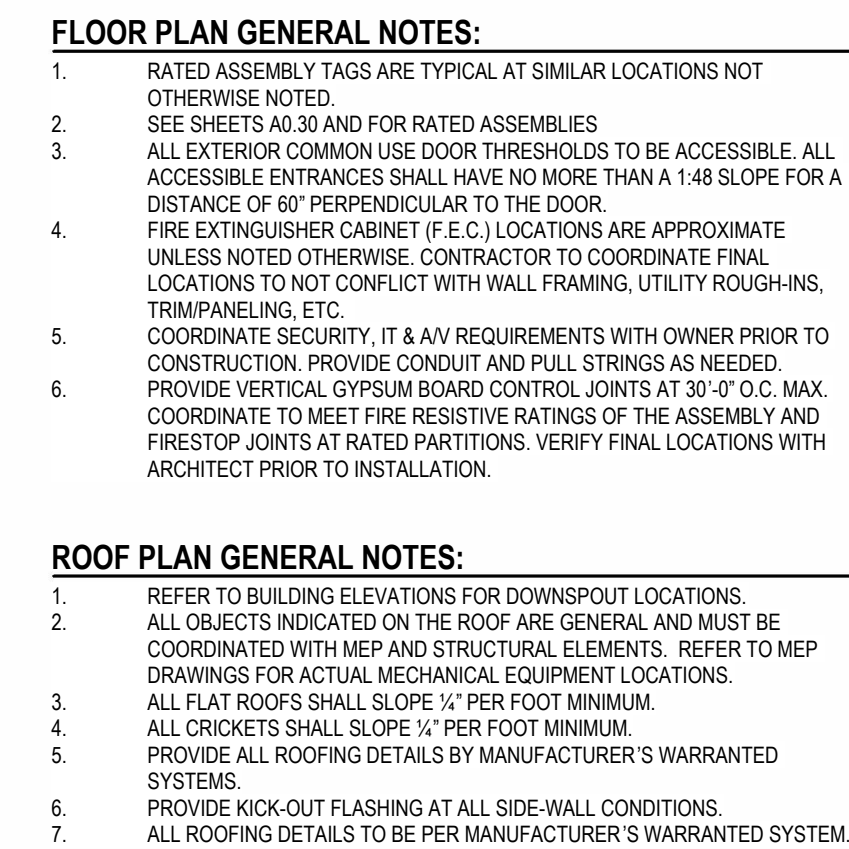 FLOOR PLAN GENERAL NOTES:
1. RATED ASSEMBLY TAGS ARE TYPICAL AT SIMILAR LOCATIONS NOT
OTHERWISE NOTED.
2. SEE SHEETS A0.30 AND FOR RATED ASSEMBLIES
3. ALL EXTERIOR COMMON USE DOOR THRESHOLDS TO BE ACCESSIBLE. ALL
ACCESSIBLE ENTRANCES SHALL HAVE NO MORE THAN A 1:48 SLOPE FOR A
DISTANCE OF 60” PERPENDICULAR TO THE DOOR.
4. FIRE EXTINGUISHER CABINET (F.E.C.) LOCATIONS ARE APPROXIMATE
UNLESS NOTED OTHERWISE. CONTRACTOR TO COORDINATE FINAL
LOCATIONS TO NOT CONFLICT WITH WALL FRAMING, UTILITY ROUGH-INS,
TRIM/PANELING, ETC.
5. COORDINATE SECURITY, IT & A/V REQUIREMENTS WITH OWNER PRIOR TO
CONSTRUCTION. PROVIDE CONDUIT AND PULL STRINGS AS NEEDED.
6. PROVIDE VERTICAL GYPSUM BOARD CONTROL JOINTS AT 30’-0” O.C. MAX.
COORDINATE TO MEET FIRE RESISTIVE RATINGS OF THE ASSEMBLY AND
FIRESTOP JOINTS AT RATED PARTITIONS. VERIFY FINAL LOCATIONS WITH
ARCHITECT PRIOR TO INSTALLATION.
ROOF PLAN GENERAL NOTES:
1. REFER TO BUILDING ELEVATIONS FOR DOWNSPOUT LOCATIONS.
2. ALL OBJECTS INDICATED ON THE ROOF ARE GENERAL AND MUST BE
COORDINATED WITH MEP AND STRUCTURAL ELEMENTS. REFER TO MEP
DRAWINGS FOR ACTUAL MECHANICAL EQUIPMENT LOCATIONS.
3. ALL FLAT ROOFS SHALL SLOPE ¼” PER FOOT MINIMUM.
4. ALL CRICKETS SHALL SLOPE ¼” PER FOOT MINIMUM.
5. PROVIDE ALL ROOFING DETAILS BY MANUFACTURER’S WARRANTED
SYSTEMS.
6. PROVIDE KICK-OUT FLASHING AT ALL SIDE-WALL CONDITIONS.
7. ALL ROOFING DETAILS TO BE PER MANUFACTURER’S WARRANTED SYSTEM.